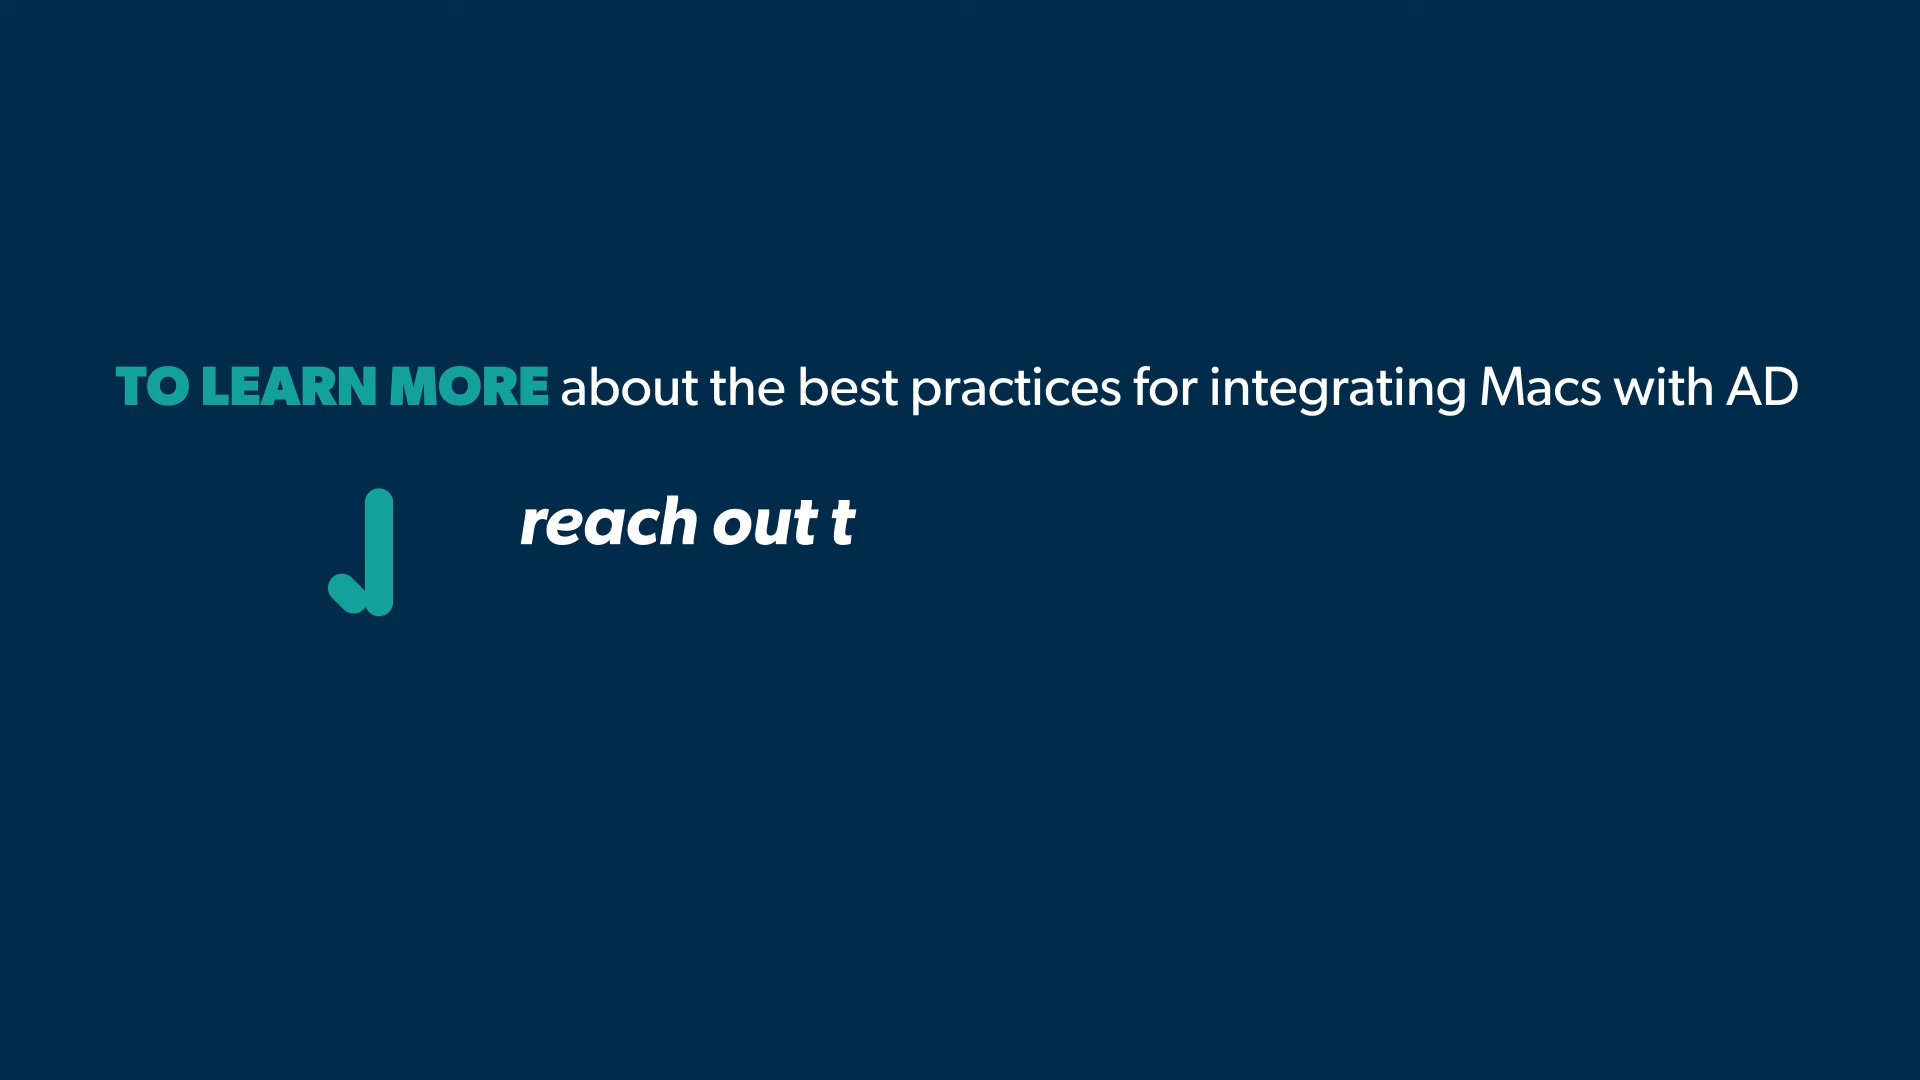 TO LEARN MORE about the best practices for integrating Macs with AD
reach out t